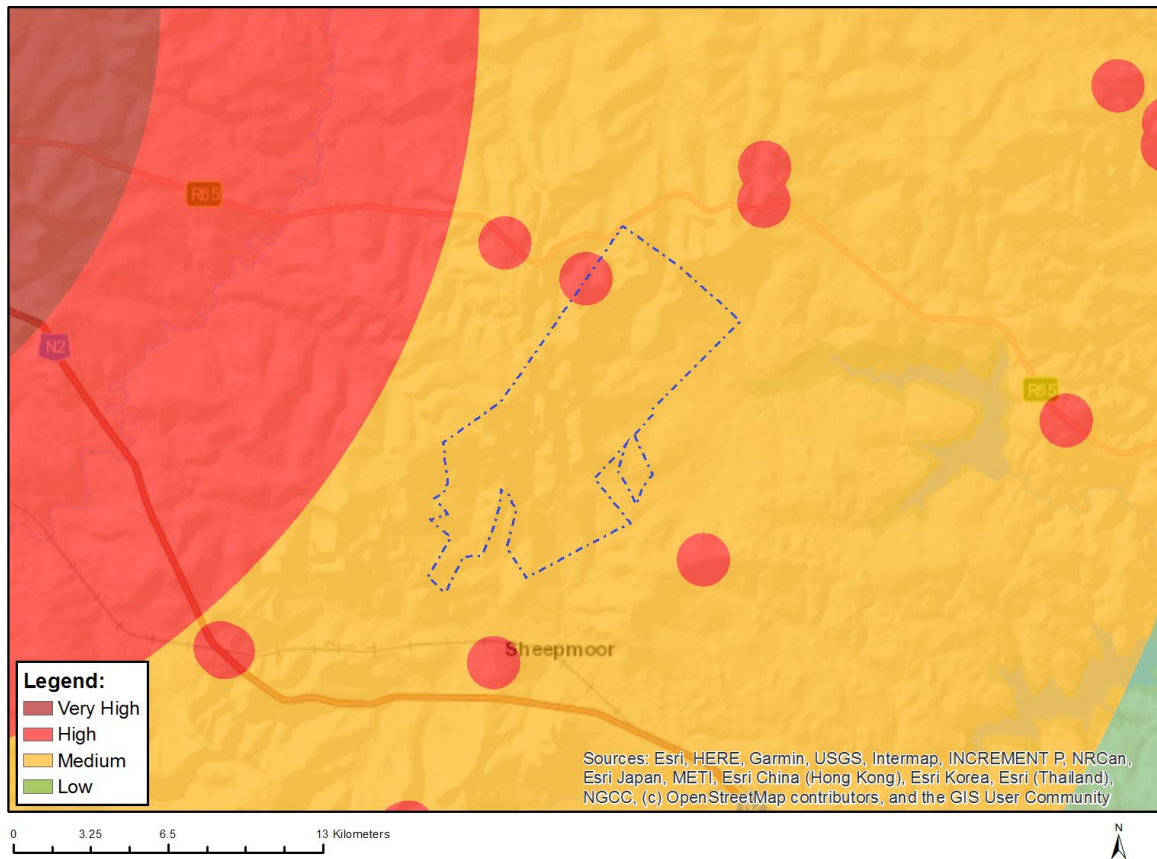 R65
N2
R65
Sheepmoor
Legend:
Very High
High
Medium
Low
Sources: Esri, HERE, Garmin, USGS, Intermap, INCREMENT P, NRCan,
Esri Japan, METI, Esri China (Hong Kong), Esri Korea, Esri (Thailand),
NGCC, (c) OpenStreetMap contributors, and the GIS User Community
0 3.25 6.5 13 Kilometers
N